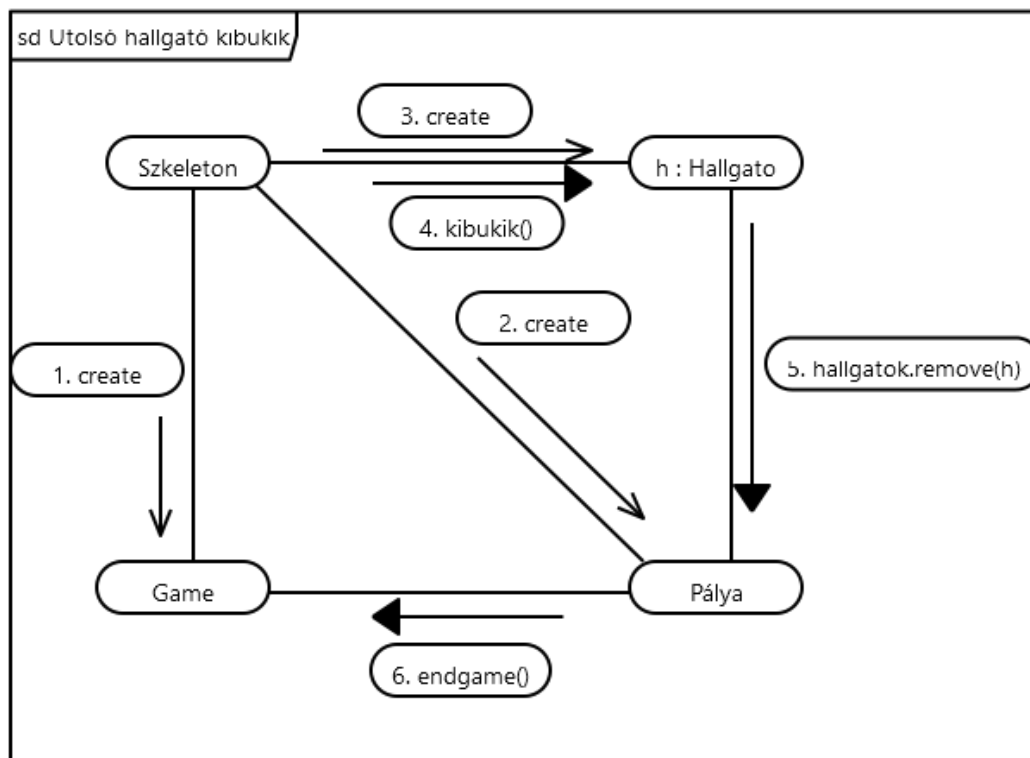 sd Utolsó hallgató kibukik
3. create
Szkeleton
h : Hallgato
4. kibukik()
2. create
1. create
5. hallgatok.remove(h)
Game
Pálya
6. endgame()